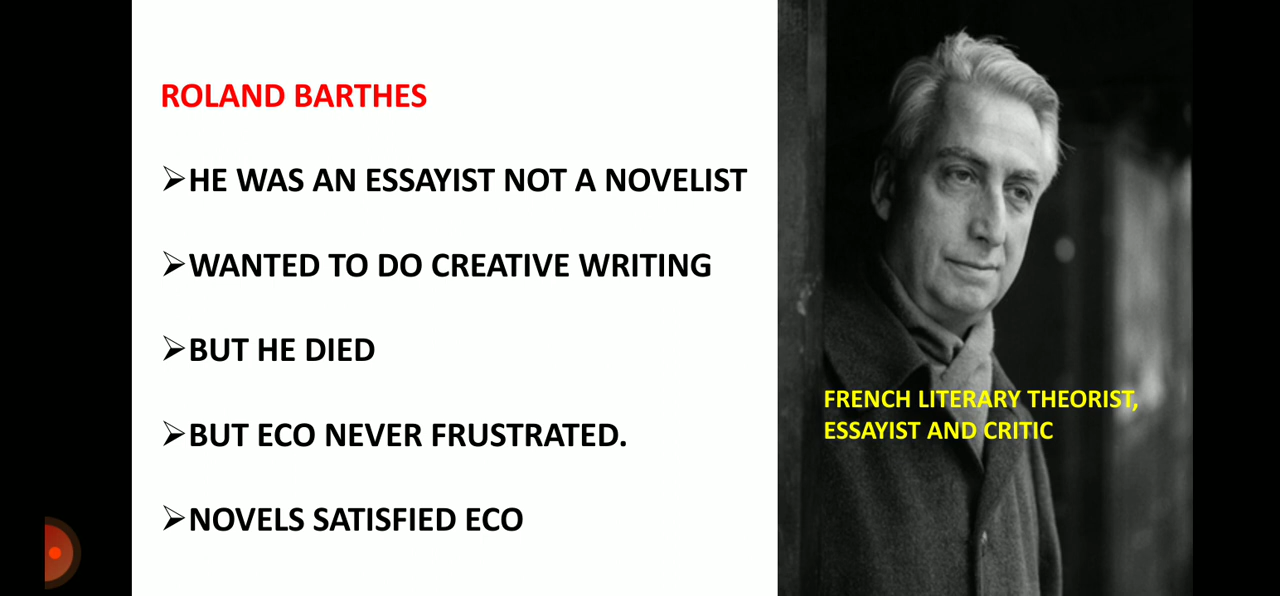 ROLAND BARTHES
➢HE WAS AN ESSAYIST NOT A NOVELIST
➢WANTED TO DO CREATIVE WRITING
➢BUT HE DIED
➢BUT ECO NEVER FRUSTRATED.
➢NOVELS SATISFIED ECO
FRENCH LITERARY THEORIST,
ESSAYIST AND CRITIC